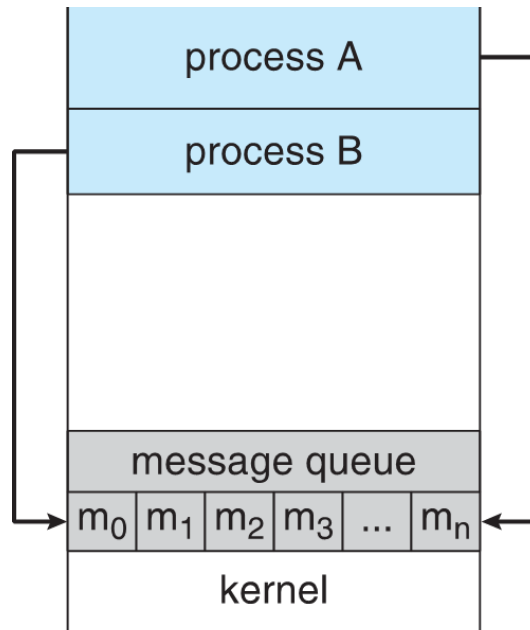 process A
process B
message queue
m₀ m₁ m₂ m₃ ... mₙ
kernel